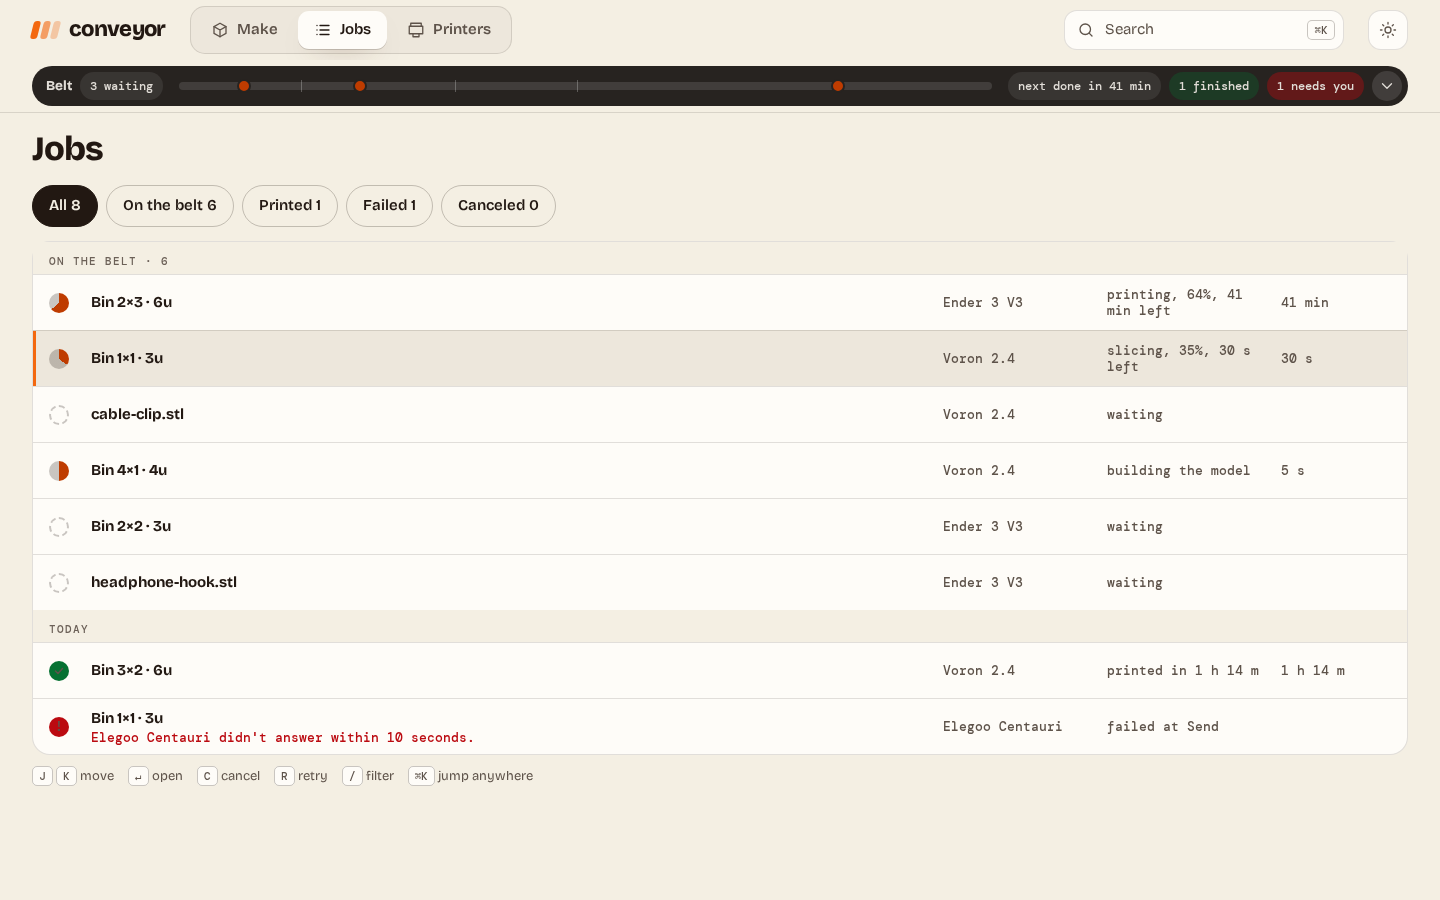 conveyor
Make
Jobs
Printers
Search
⌘K
Belt
3 waiting
next done in 41 min
1 finished
1 needs you
Jobs
All 8
On the belt 6
Printed 1
Failed 1
Canceled 0
ON THE BELT · 6
Bin 2×3 · 6u
Ender 3 V3
printing, 64%, 41
min left
41 min
Bin 1×1 · 3u
Voron 2.4
slicing, 35%, 30 s
left
30 s
cable-clip.stl
Voron 2.4
waiting
Bin 4×1 · 4u
Voron 2.4
building the model
5 s
Bin 2×2 · 3u
Ender 3 V3
waiting
headphone-hook.stl
Ender 3 V3
waiting
TODAY
Bin 3×2 · 6u
Voron 2.4
printed in 1 h 14 m
1 h 14 m
Bin 1×1 · 3u
Elegoo Centauri didn't answer within 10 seconds.
Elegoo Centauri
failed at Send
J K move ↵ open C cancel R retry / filter ⌘K jump anywhere